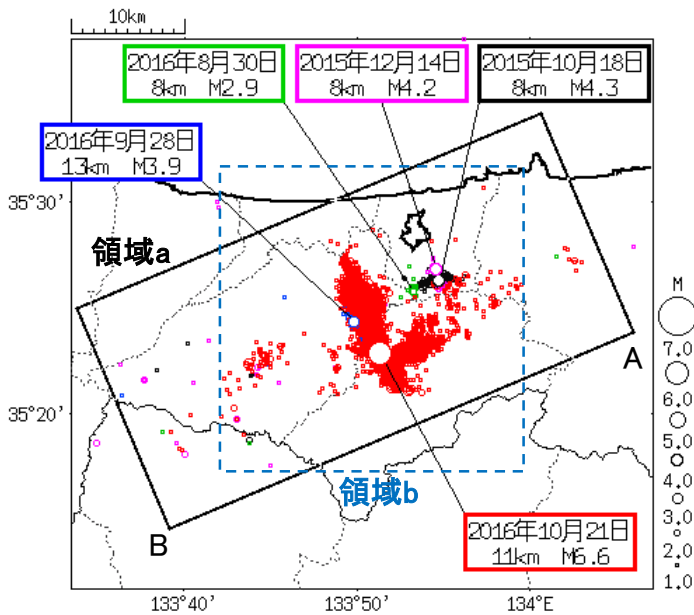 10km
2016年8月30日
8km M2.9
2015年12月14日
8km M4.2
2015年10月18日
8km M4.3
2016年9月28日
13km M3.9
35°30'
領域a
M
7.0
6.0
5.0
4.0
3.0
2.0
1.0
A
35°20'
領域b
B
2016年10月21日
11km M6.6
133°40'
133°50'
134°E